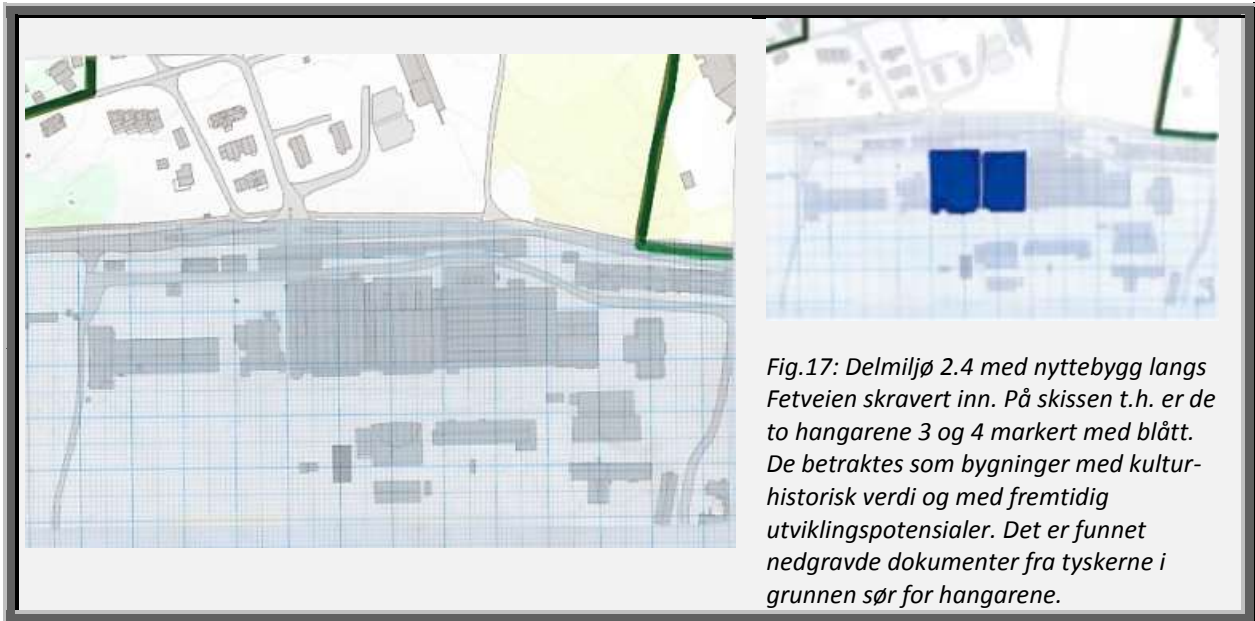 Fig.17: Delmiljø 2.4 med nyttebygg langs
Fetveien skravert inn. På skissen t.h. er de
to hangarene 3 og 4 markert med blått.
De betraktes som bygninger med kultur-
historisk verdi og med fremtidig
utviklingspotensialer. Det er funnet
nedgravde dokumenter fra tyskerne i
grunnen sør for hangarene.